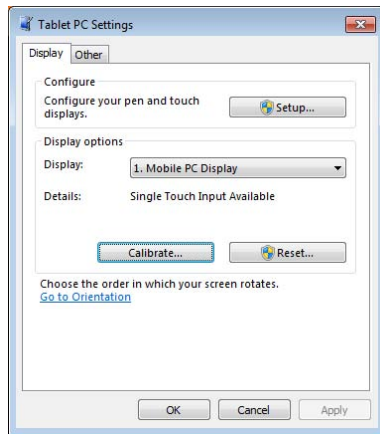 Tablet PC Settings
Display Other
Configure
Configure your pen and touch
displays.
Setup...
Display options
Display: 1. Mobile PC Display
Details: Single Touch Input Available
Calibrate... Reset...
Choose the order in which your screen rotates.
Go to Orientation
OK Cancel Apply